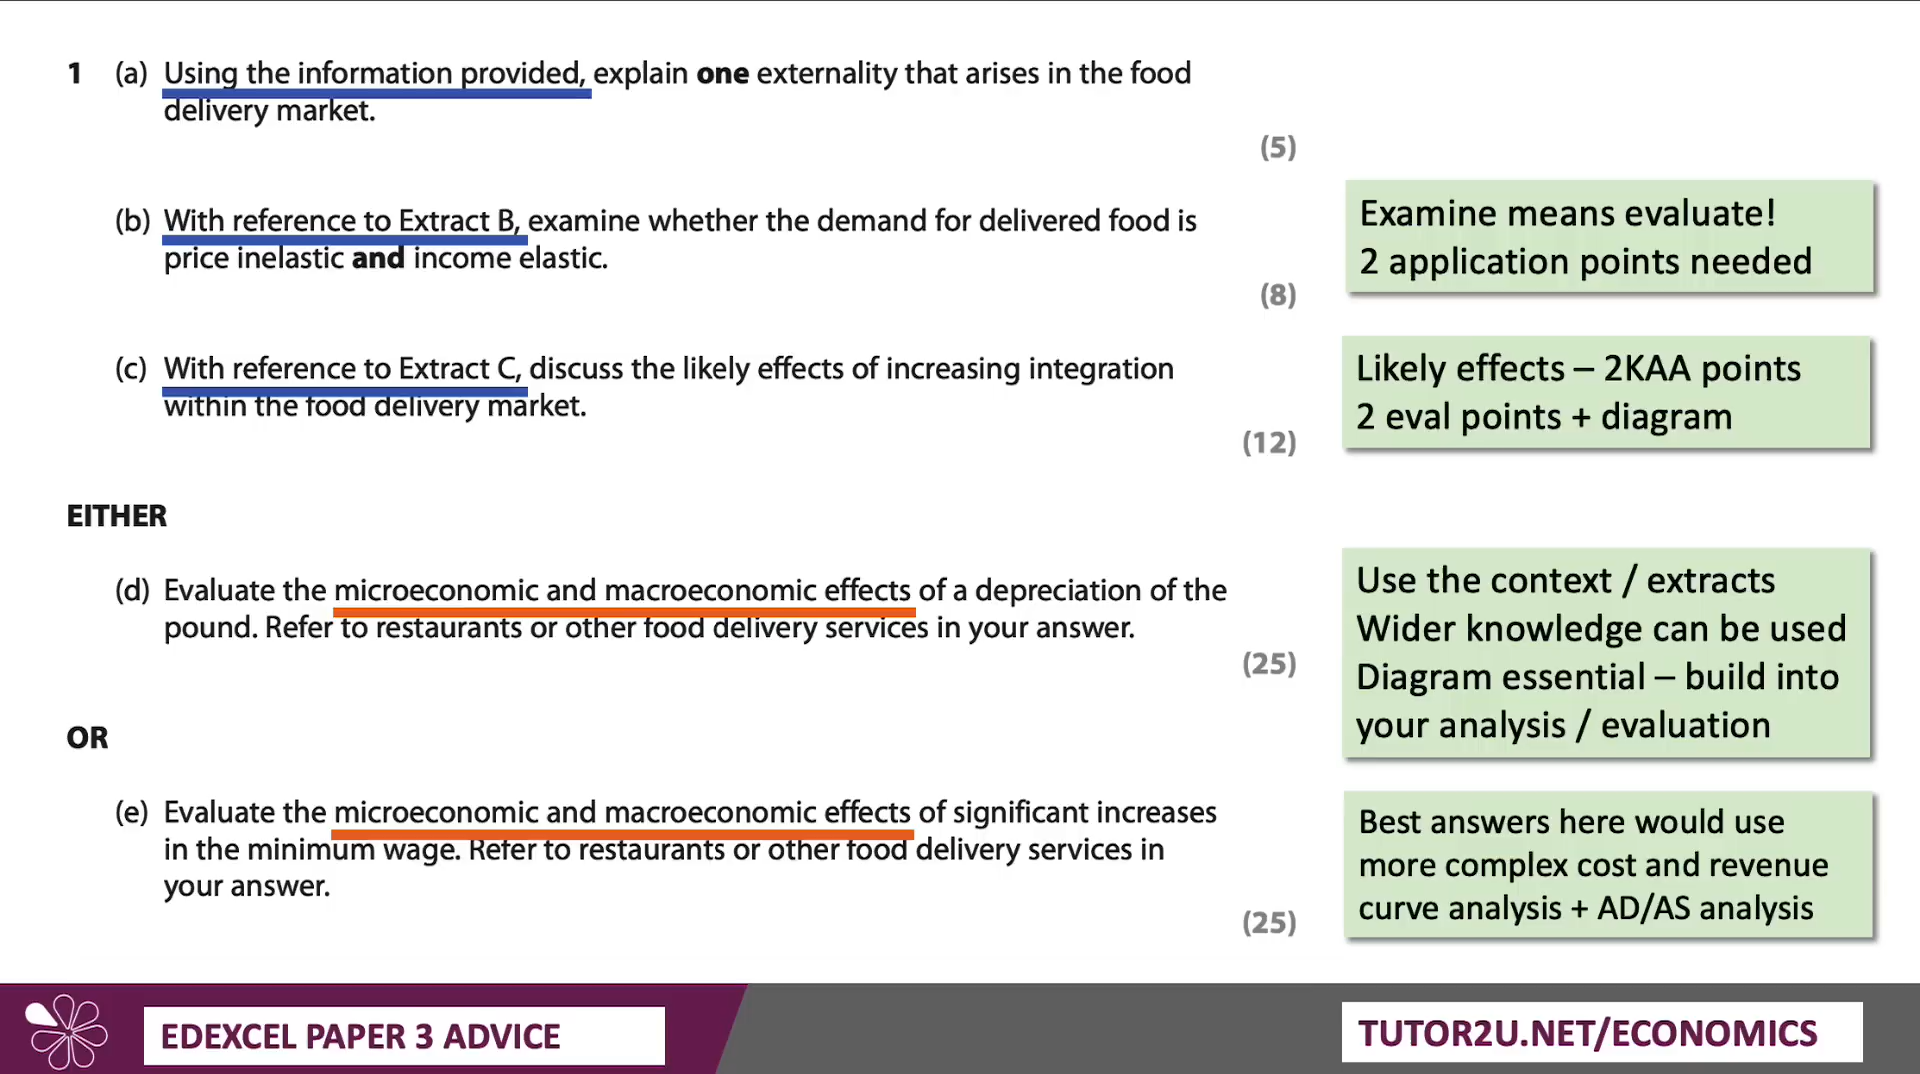 1 (a) Using the information provided, explain one externality that arises in the food
delivery market.
(5)
(b) With reference to Extract B, examine whether the demand for delivered food is
price inelastic and income elastic.
(8)
Examine means evaluate!
2 application points needed
(c) With reference to Extract C, discuss the likely effects of increasing integration
within the food delivery market.
(12)
Likely effects – 2KAA points
2 eval points + diagram
EITHER
(d) Evaluate the microeconomic and macroeconomic effects of a depreciation of the
pound. Refer to restaurants or other food delivery services in your answer.
(25)
Use the context / extracts
Wider knowledge can be used
Diagram essential – build into
your analysis / evaluation
OR
(e) Evaluate the microeconomic and macroeconomic effects of significant increases
in the minimum wage. Refer to restaurants or other food delivery services in
your answer.
(25)
Best answers here would use
more complex cost and revenue
curve analysis + AD/AS analysis
EDEXCEL PAPER 3 ADVICE
TUTOR2U.NET/ECONOMICS